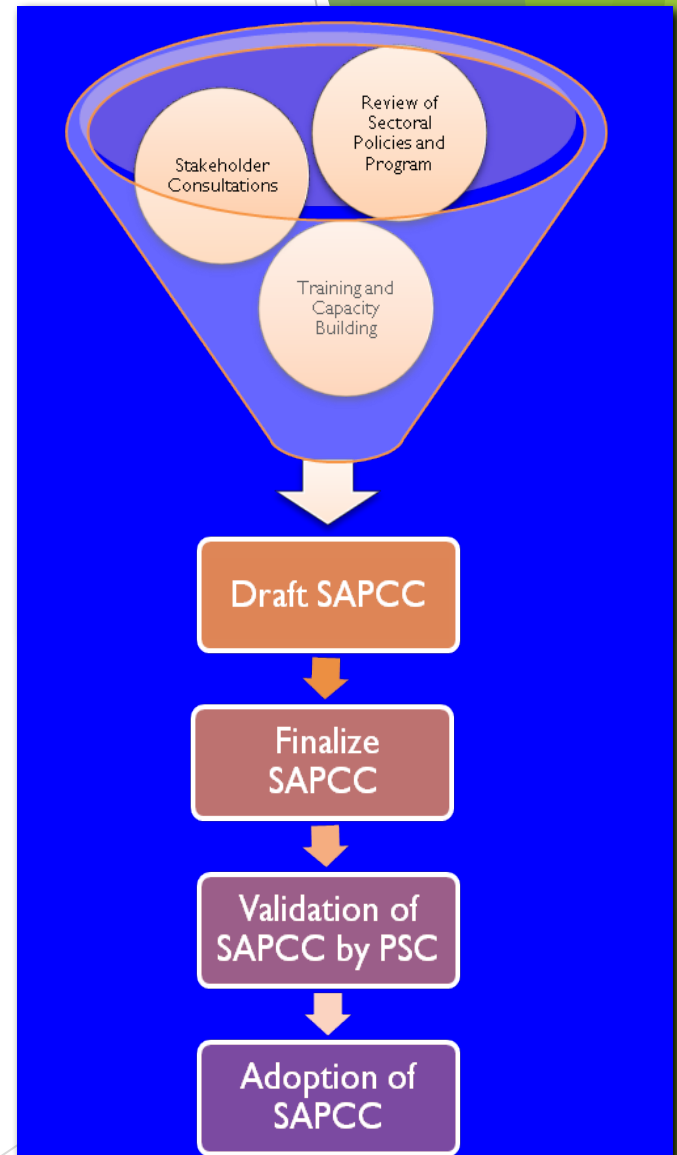 Review of
Sectoral
Policies and
Program
Stakeholder
Consultations
Training and
Capacity
Building
Draft SAPCC
Finalize
SAPCC
Validation of
SAPCC by PSC
Adoption of
SAPCC